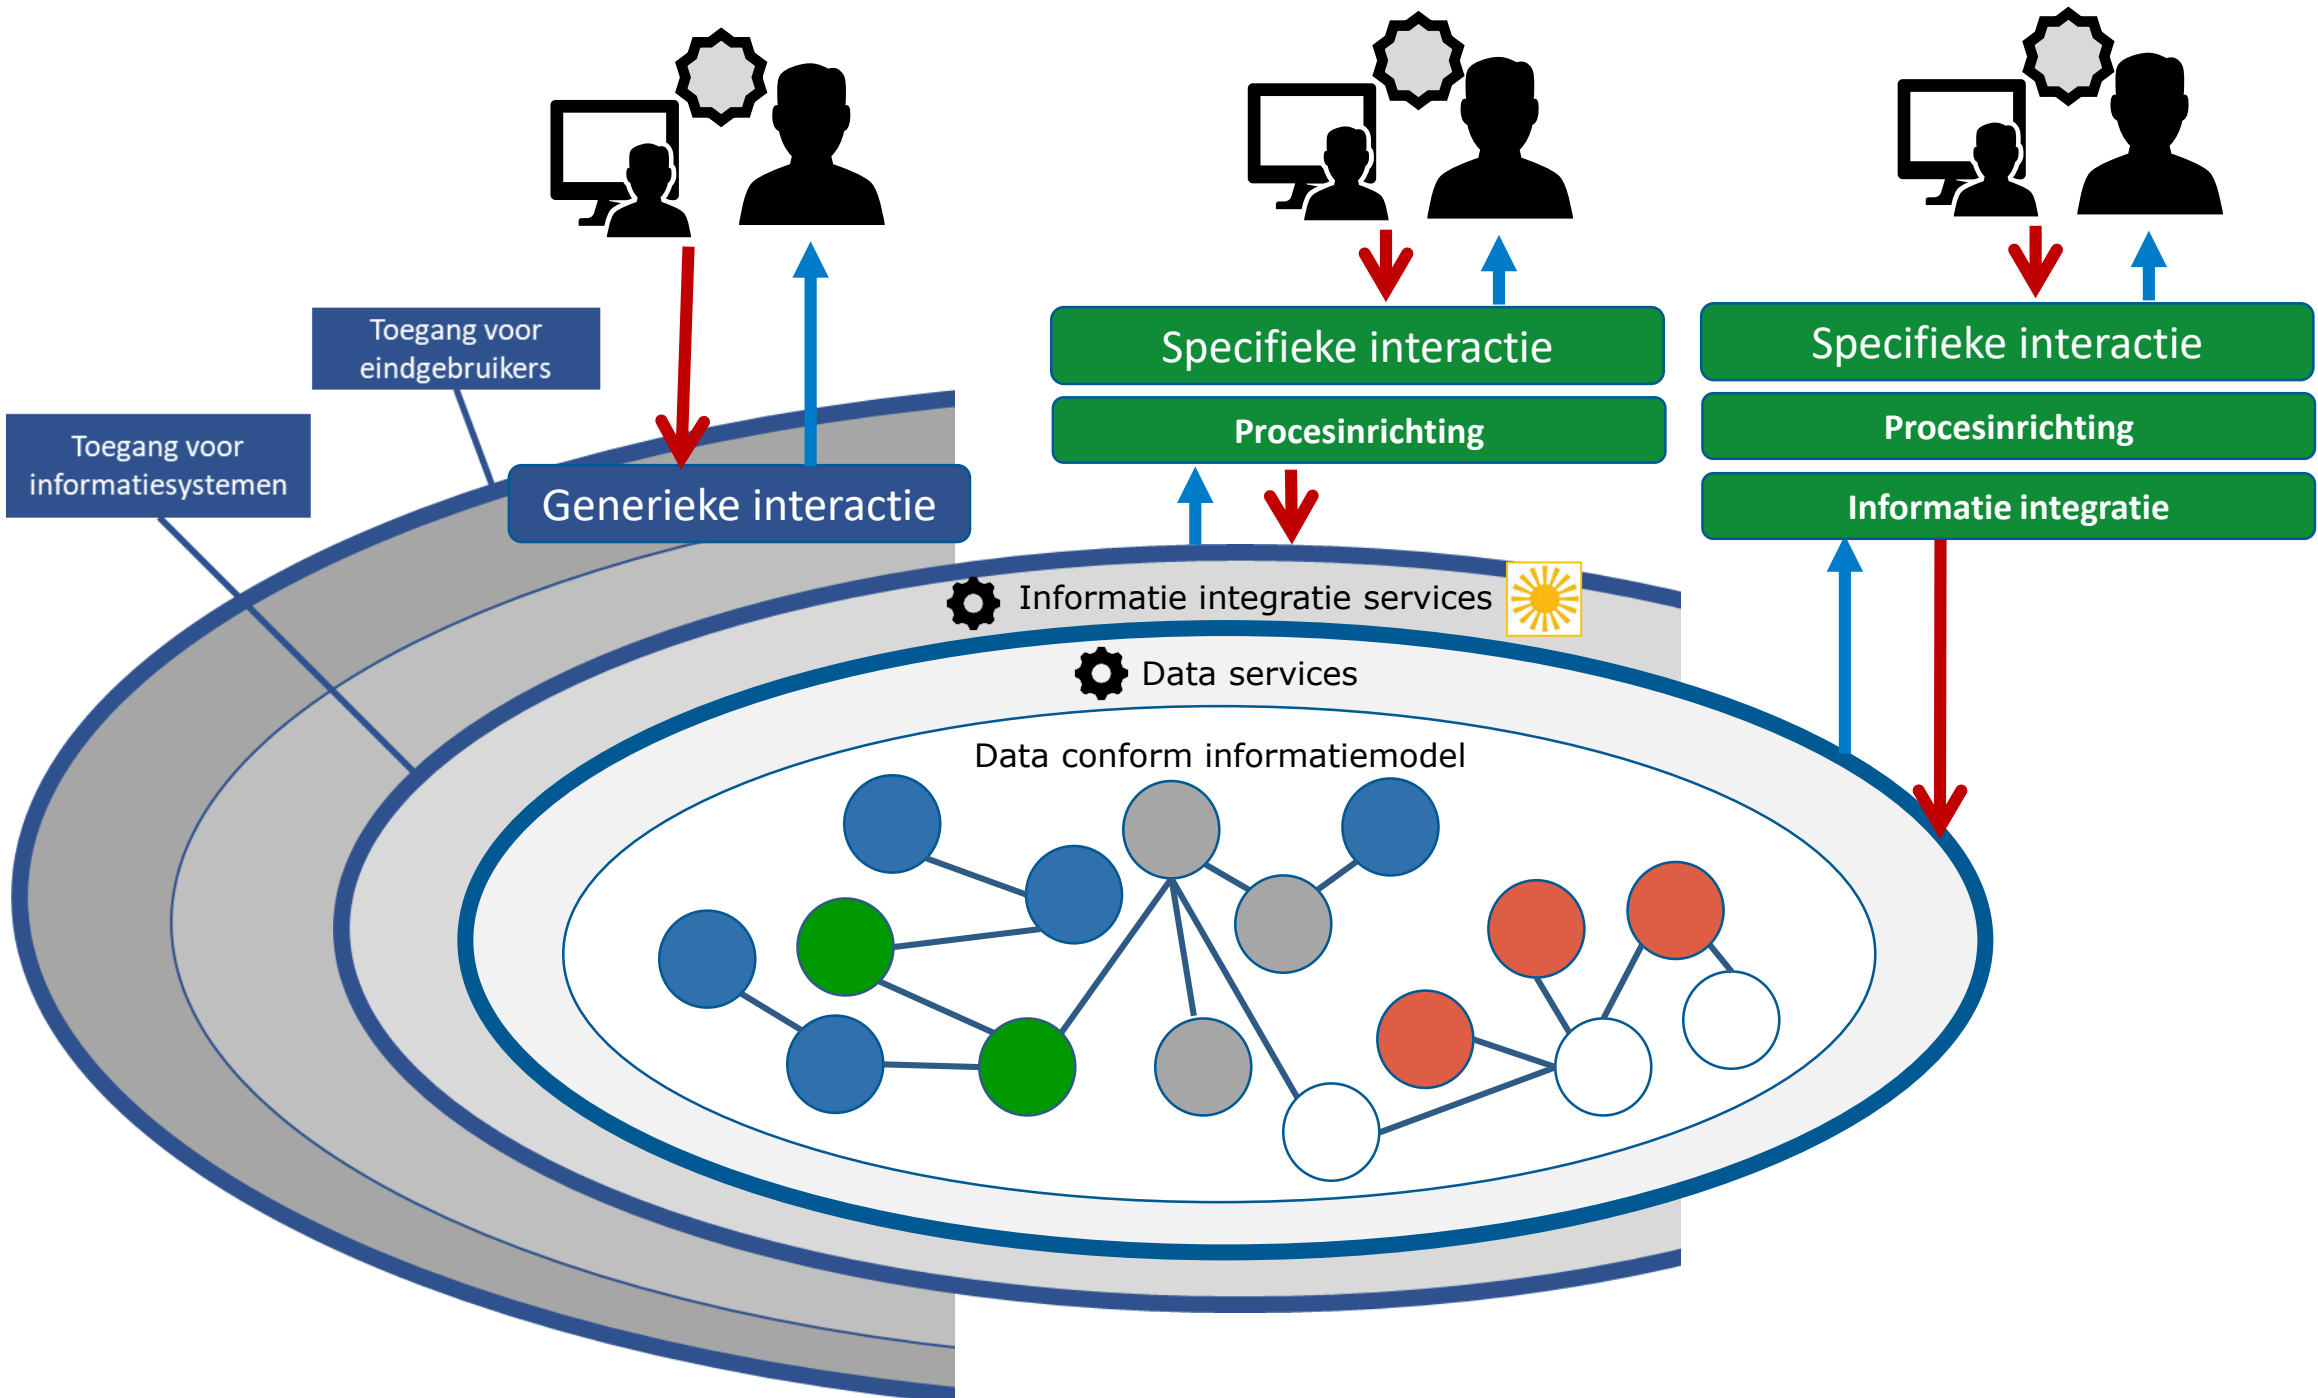 Toegang voor
eindgebruikers
Toegang voor
informatiesystemen
Generieke interactie
Specifieke interactie
Procesinrichting
Specifieke interactie
Procesinrichting
Informatie integratie
Informatie integratie services
Data services
Data conform informatiemodel